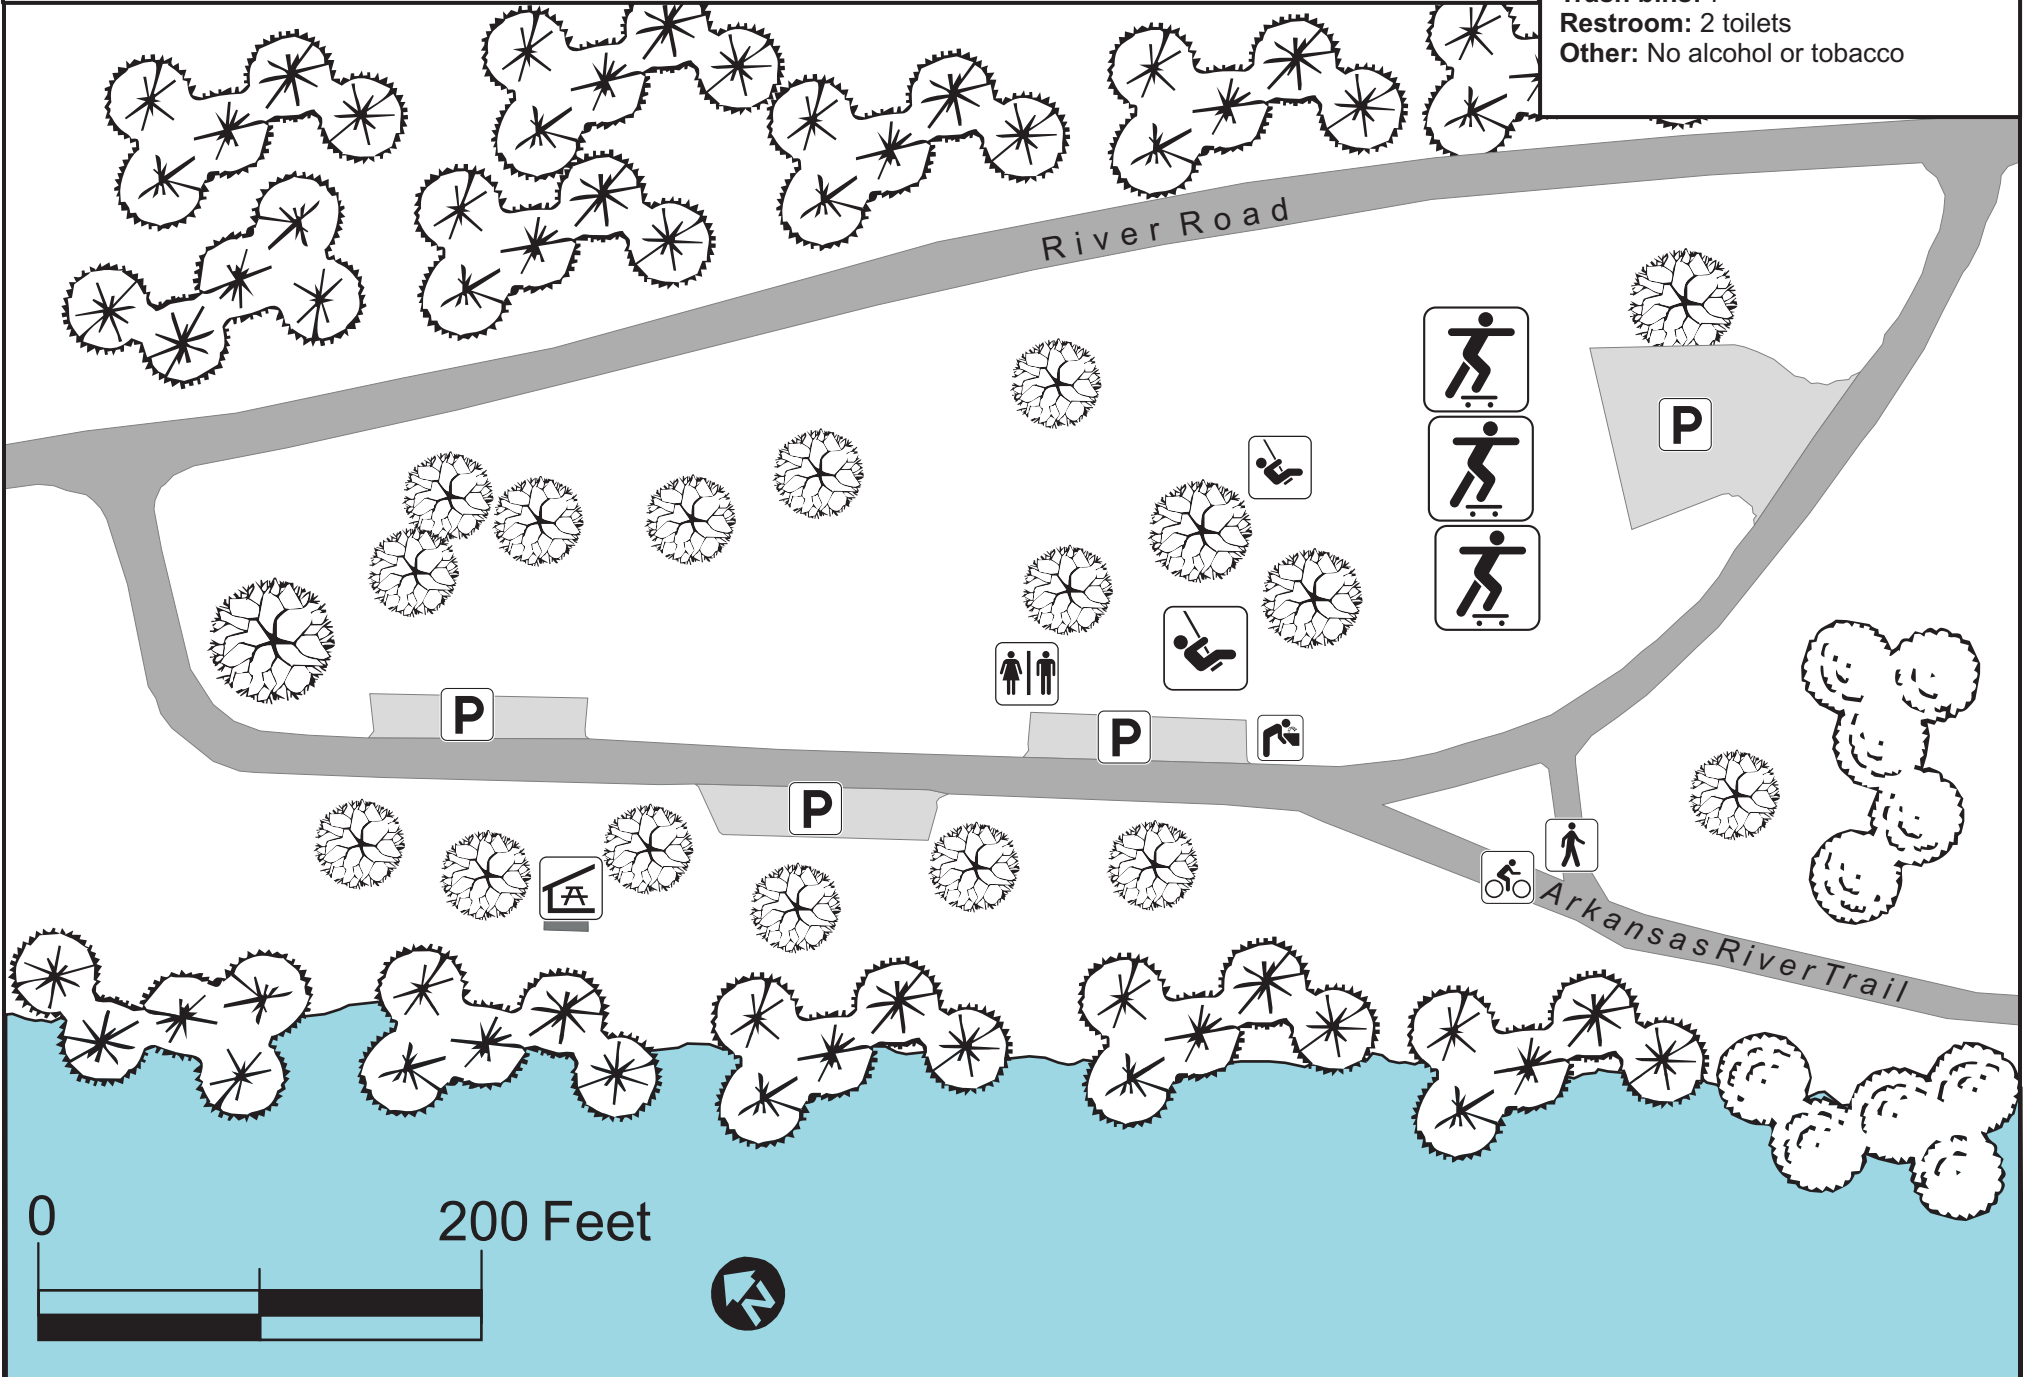 Restroom: 2 toilets
Other: No alcohol or tobacco
River Road
P
P
P
P
Arkansas River Trail
0
200 Feet
N